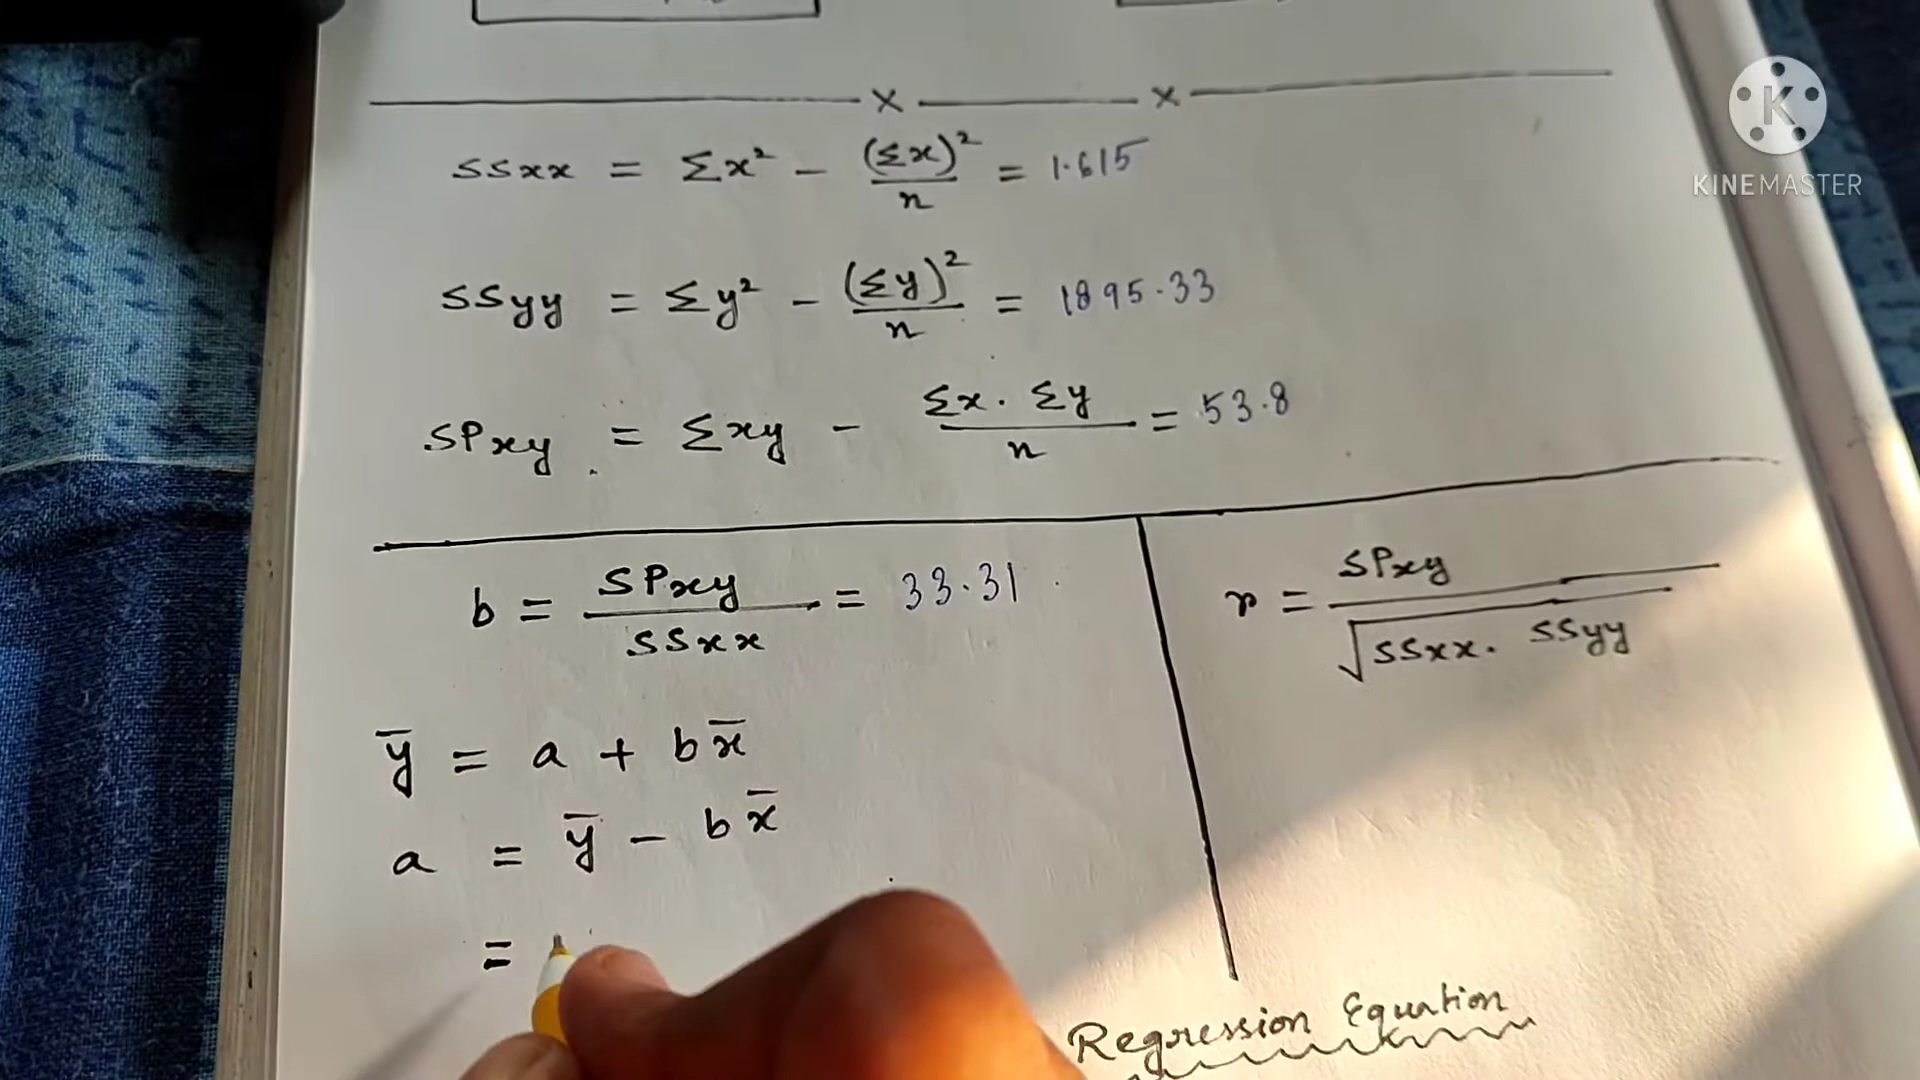 K
KINEMASTER
SSxx = Σx² - (Σx)²/n = 1.615
SSyy = Σy² - (Σy)²/n = 1895.33
SPxy = Σxy - Σx. Σy/n = 53.8
b = SPxy/SSxx = 33.31
r = SPxy/√SSxx. SSyy
y̅ = a + bx̅
a = y̅ - bx̅
=
Regression Equation